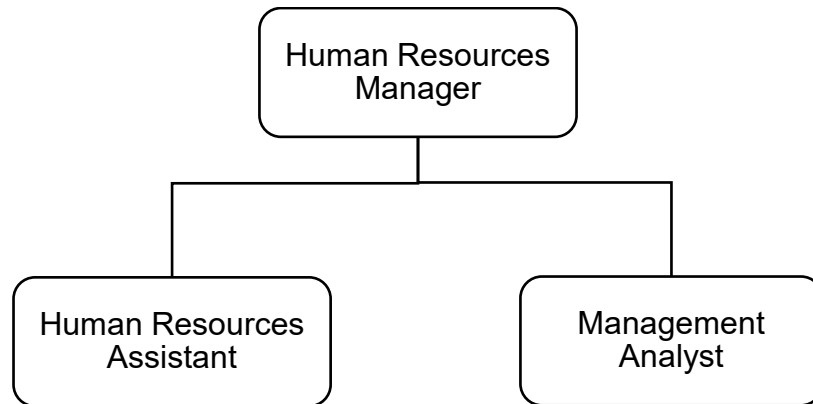 Human Resources
Manager
Human Resources
Assistant
Management
Analyst